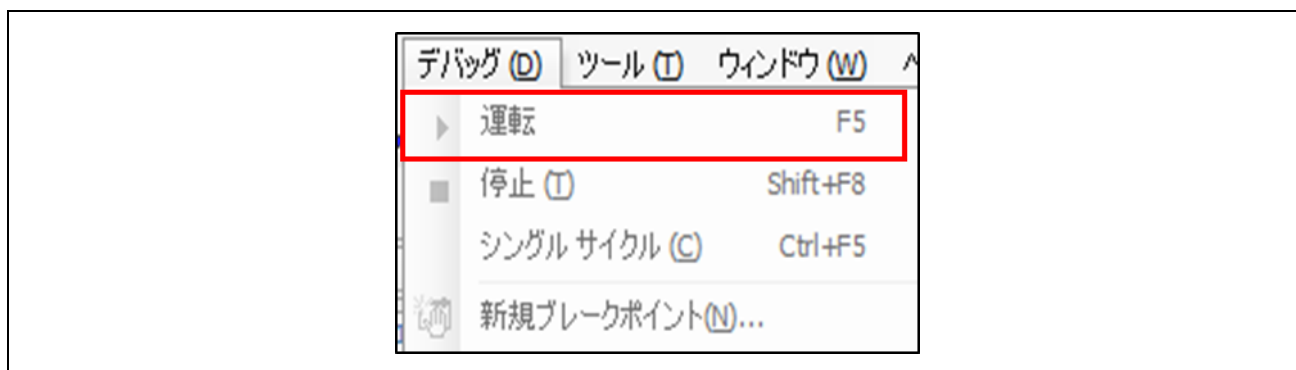 デバッグ (D) ツール (T) ウィンドウ (W) ヘ
運転 F5
停止 (T) Shift+F8
シングル サイクル (C) Ctrl+F5
新規ブレークポイント(N)...